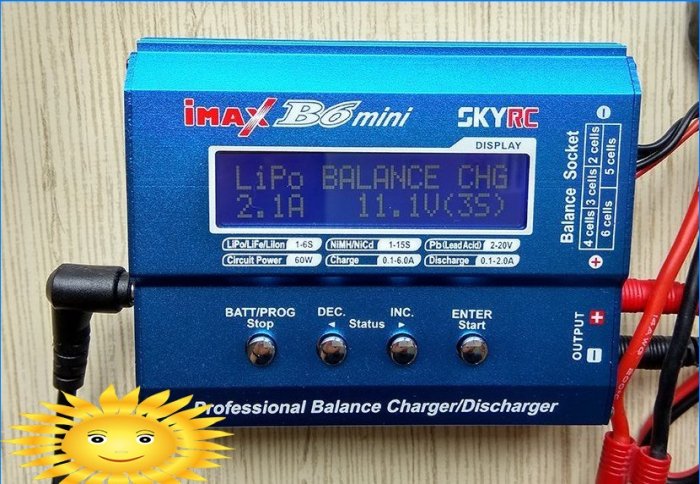 iMAX B6 mini SKYRC
DISPLAY
LiPo BALANCE CHG
2.1A 11.1V(3S)
LiPo/LiFe/LiIon 1-6S NiMH/NiCd 1-15S Pb(Lead Acid) 2-20V
Circuit Power 60W Charge 0.1-6.0A Discharge 0.1-2.0A
Balance Socket
4 cells 3 cells 2 cells
6 cells 5 cells
BATT/PROG DEC. INC. ENTER
Stop ◄ Status ► Start
OUTPUT
Professional Balance Charger/Discharger
14AWG